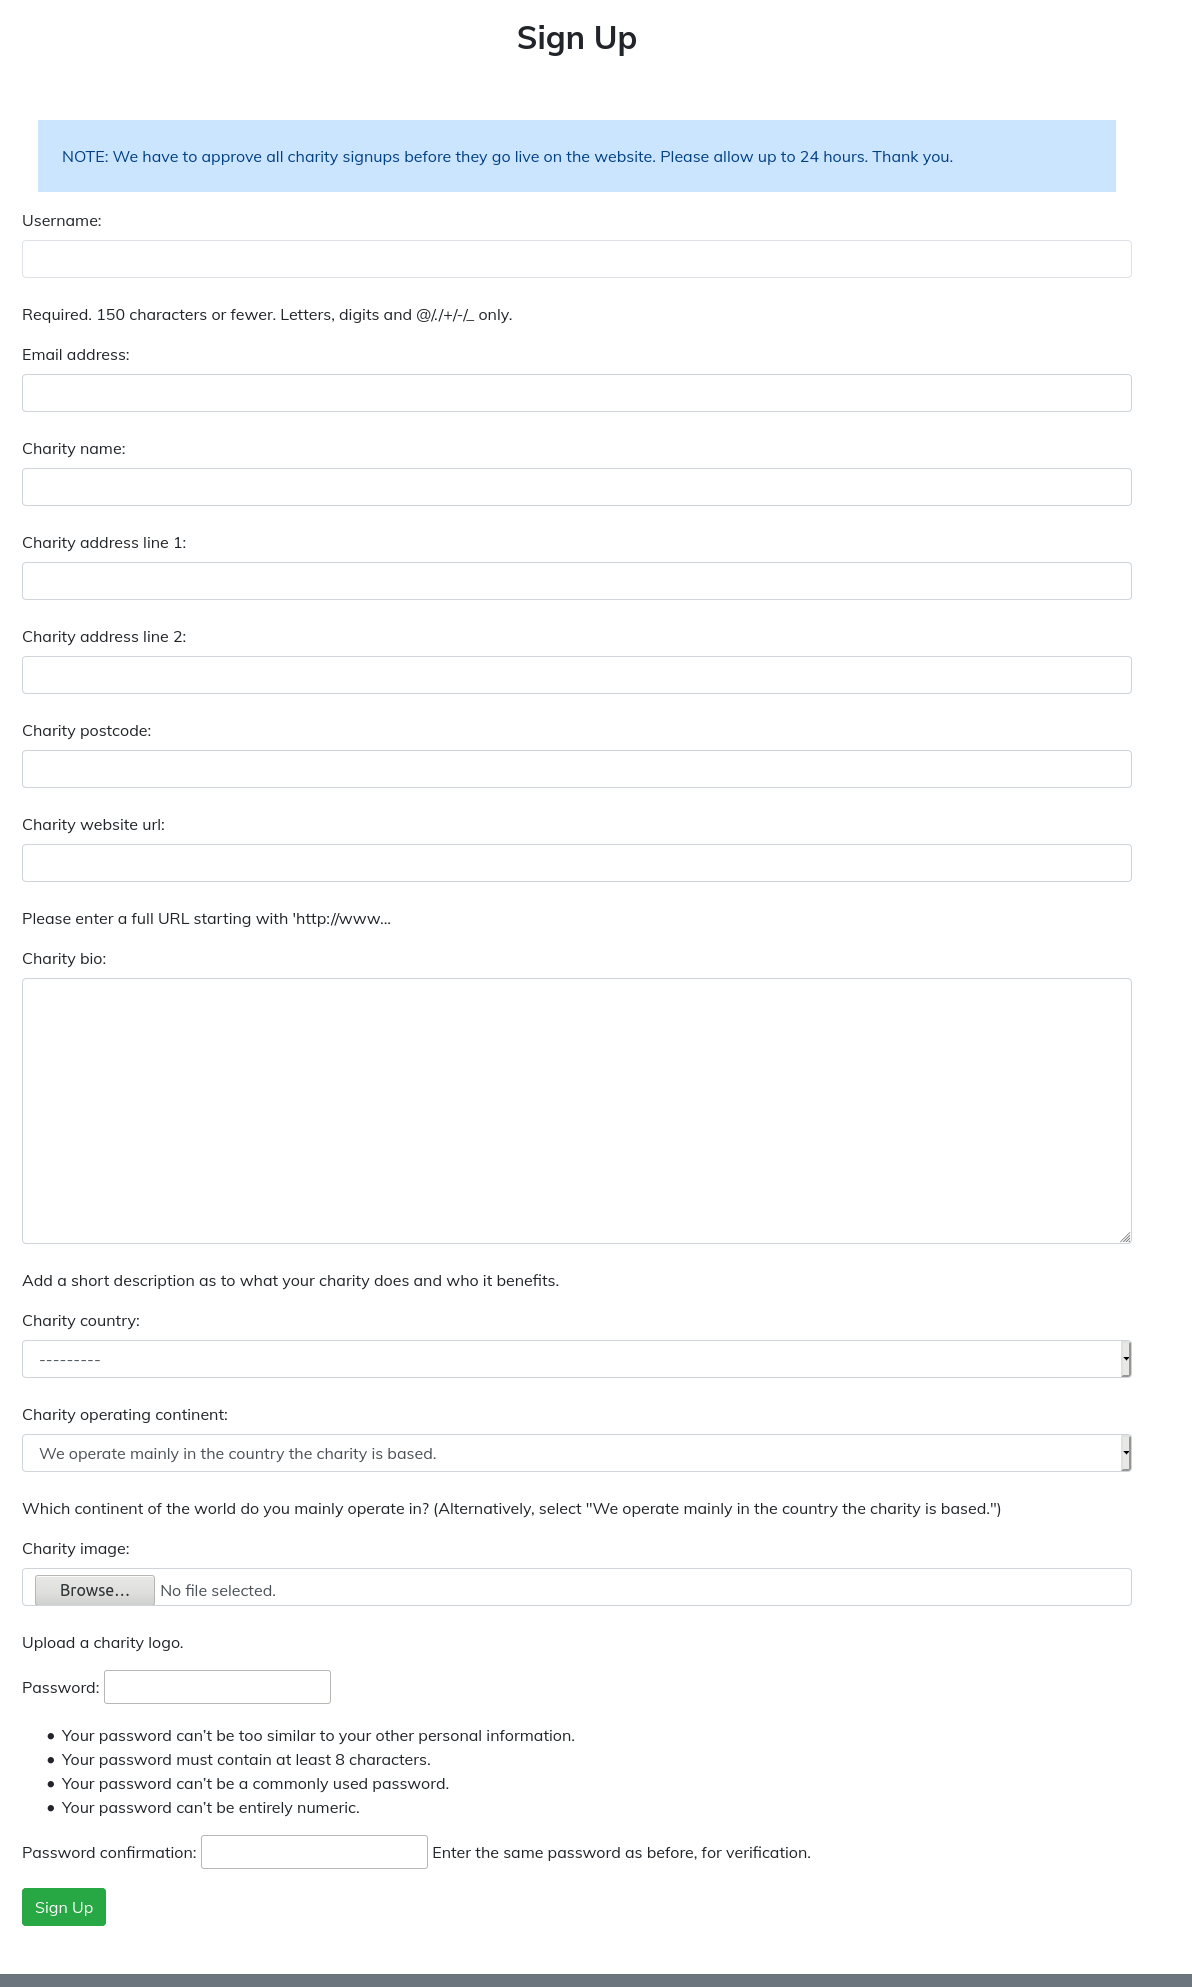 Sign Up
NOTE: We have to approve all charity signups before they go live on the website. Please allow up to 24 hours. Thank you.
Username:
Required. 150 characters or fewer. Letters, digits and @/./+/-/_ only.
Email address:
Charity name:
Charity address line 1:
Charity address line 2:
Charity postcode:
Charity website url:
Please enter a full URL starting with 'http://www...
Charity bio:
Add a short description as to what your charity does and who it benefits.
Charity country:
---------
Charity operating continent:
We operate mainly in the country the charity is based.
Which continent of the world do you mainly operate in? (Alternatively, select "We operate mainly in the country the charity is based.")
Charity image:
Browse... No file selected.
Upload a charity logo.
Password:
• Your password can't be too similar to your other personal information.
• Your password must contain at least 8 characters.
• Your password can't be a commonly used password.
• Your password can't be entirely numeric.
Password confirmation: Enter the same password as before, for verification.
Sign Up